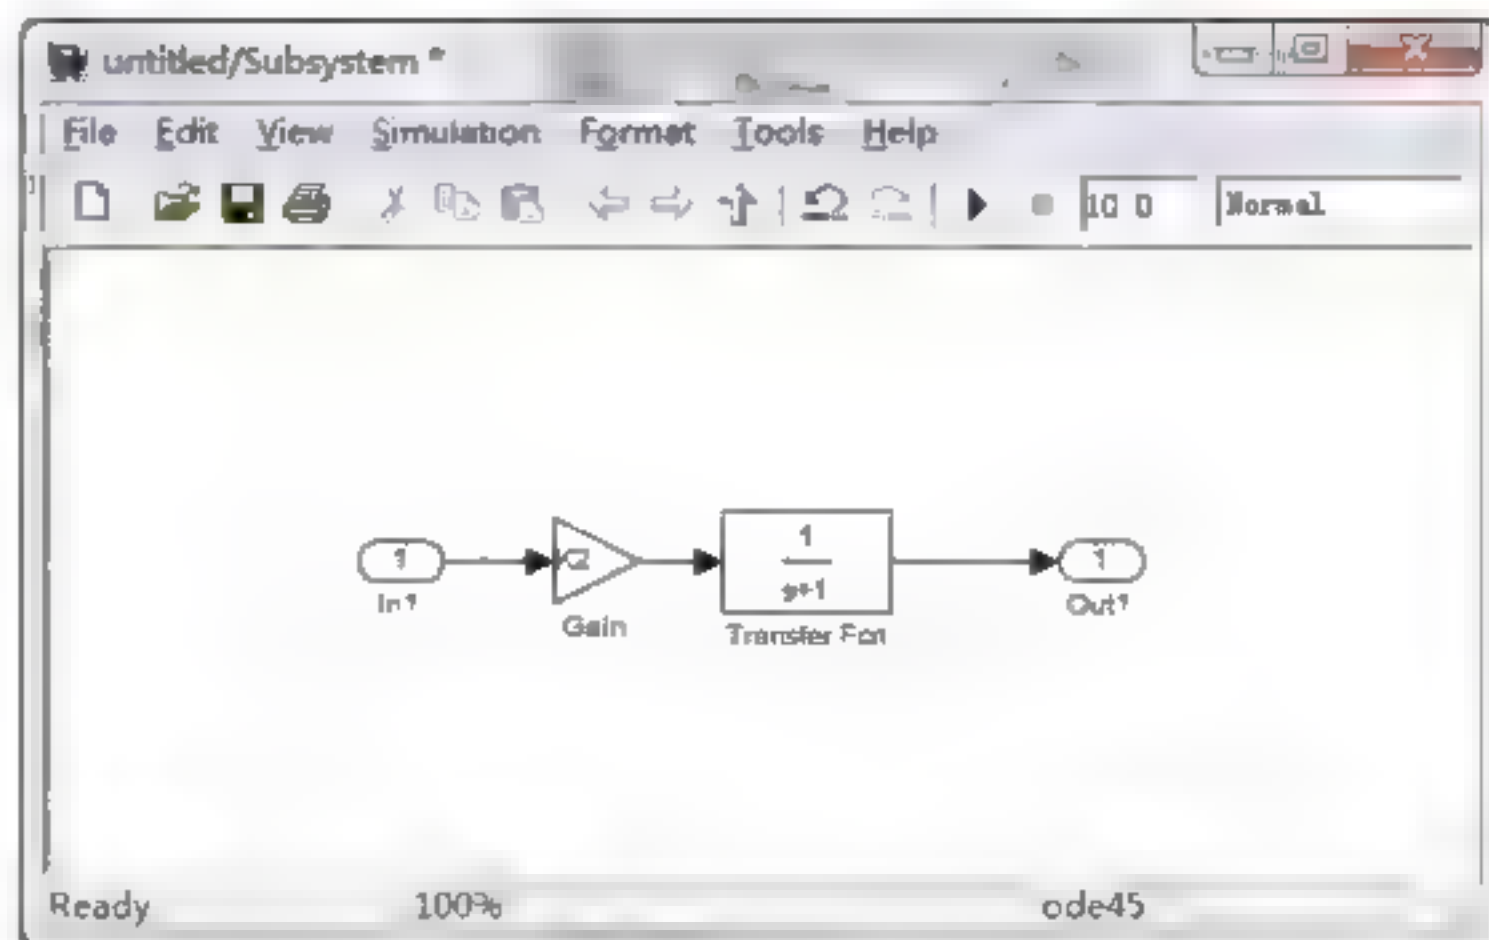 untitled/Subsystem *
File Edit View Simulation Format Tools Help
10 0 Normal
1 1 1
s+1
In1 Gain Transfer Fcn Out1
Ready 100% ode45